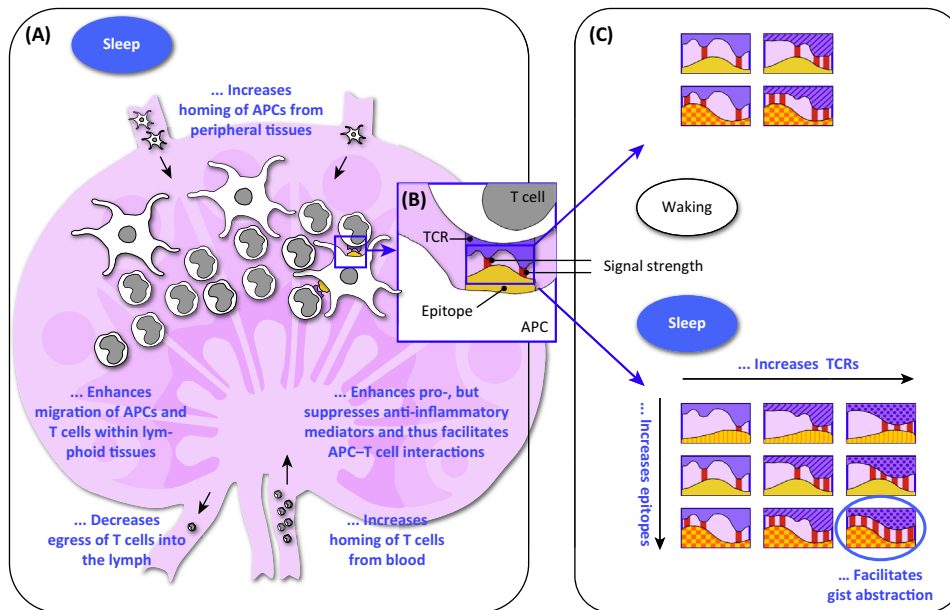 (A)
Sleep
... Increases
homing of APCs from
peripheral tissues
(B)
T cell
TCR
Epitope
APC
Signal strength
... Enhances
migration of APCs and
T cells within lym-
phoid tissues
... Enhances pro-, but
suppresses anti-inflammatory
mediators and thus facilitates
APC–T cell interactions
... Decreases
egress of T cells into
the lymph
... Increases
homing of T cells
from blood
(C)
Waking
Sleep
... Increases TCRs
... Increases epitopes
... Facilitates
gist abstraction